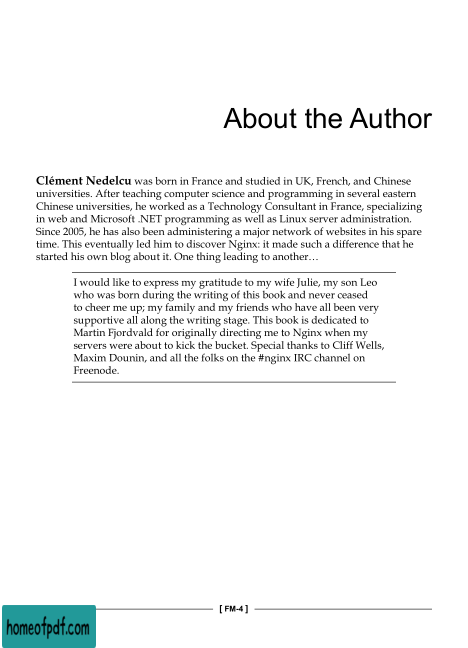 About the Author
Clément Nedelcu was born in France and studied in UK, French, and Chinese
universities. After teaching computer science and programming in several eastern
Chinese universities, he worked as a Technology Consultant in France, specializing
in web and Microsoft .NET programming as well as Linux server administration.
Since 2005, he has also been administering a major network of websites in his spare
time. This eventually led him to discover Nginx: it made such a difference that he
started his own blog about it. One thing leading to another…
I would like to express my gratitude to my wife Julie, my son Leo
who was born during the writing of this book and never ceased
to cheer me up; my family and my friends who have all been very
supportive all along the writing stage. This book is dedicated to
Martin Fjordvald for originally directing me to Nginx when my
servers were about to kick the bucket. Special thanks to Cliff Wells,
Maxim Dounin, and all the folks on the #nginx IRC channel on
Freenode.
[ FM-4 ]
homeofpdf.com